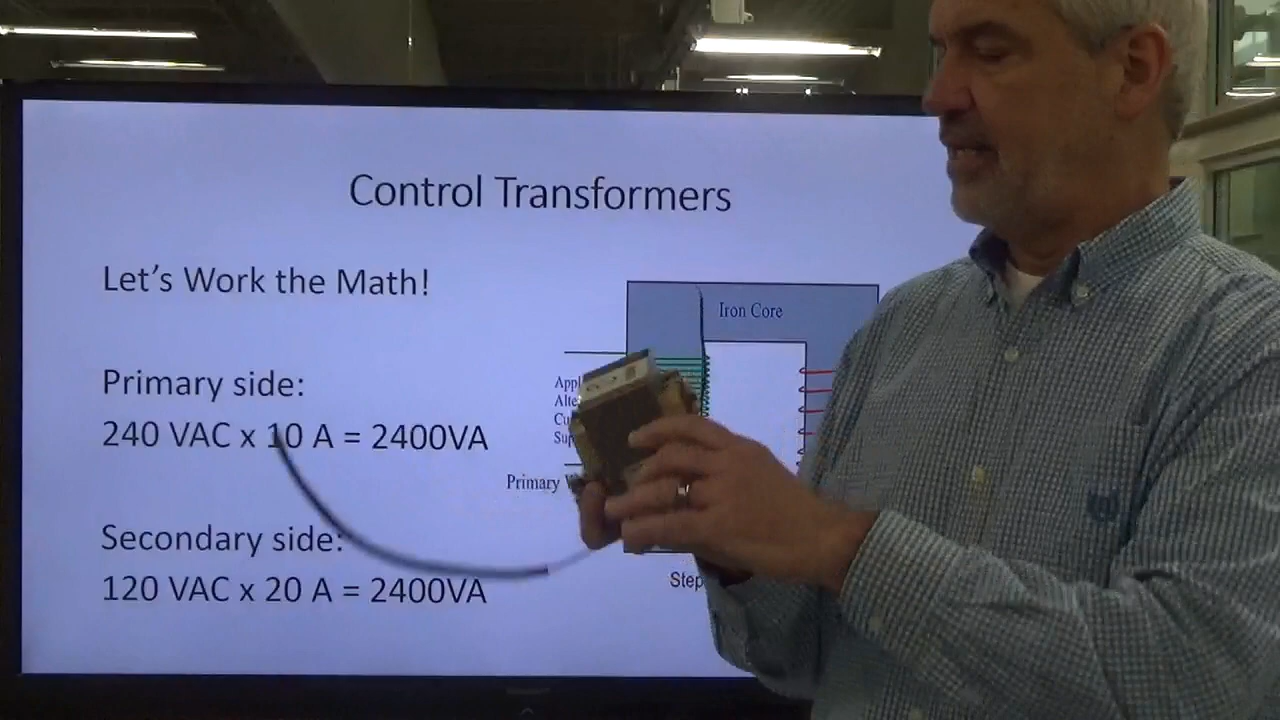 Control Transformers
Let's Work the Math!
Primary side:
240 VAC x 10 A = 2400VA
Secondary side:
120 VAC x 20 A = 2400VA
Iron Core
Primary
Step